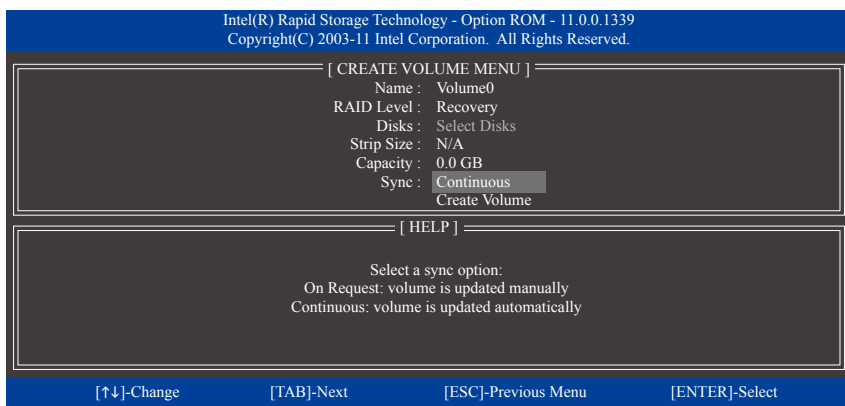 Intel(R) Rapid Storage Technology - Option ROM - 11.0.0.1339
Copyright(C) 2003-11 Intel Corporation.  All Rights Reserved.
[ CREATE VOLUME MENU ]
Name : Volume0
RAID Level : Recovery
Disks : Select Disks
Strip Size : N/A
Capacity : 0.0 GB
Sync : Continuous
Create Volume
[ HELP ]
Select a sync option:
On Request: volume is updated manually
Continuous: volume is updated automatically
[↑↓]-Change [TAB]-Next [ESC]-Previous Menu [ENTER]-Select